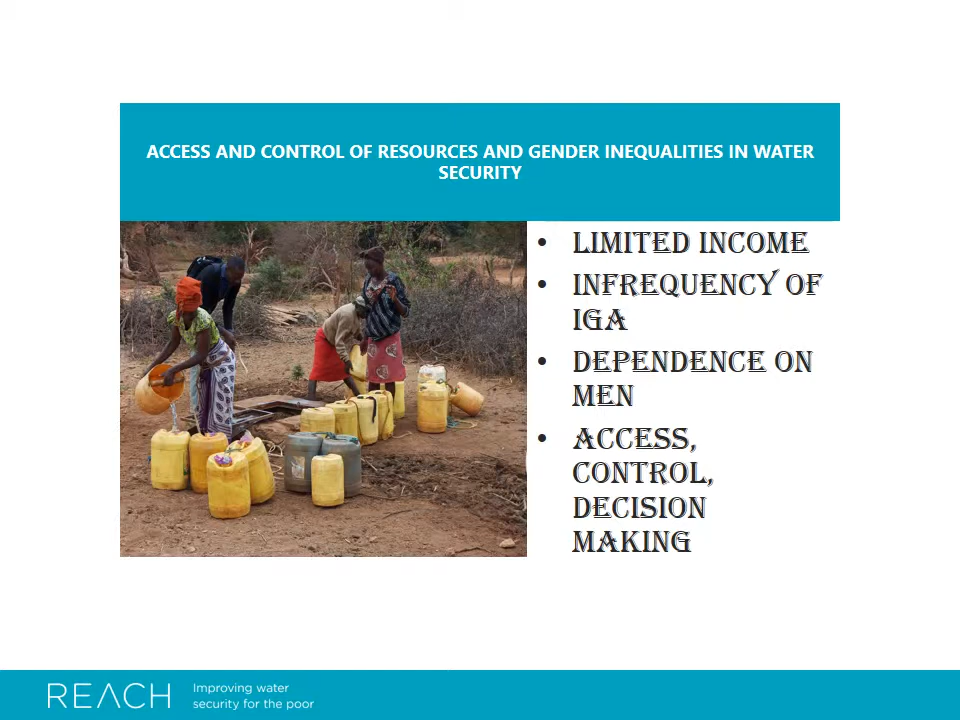 ACCESS AND CONTROL OF RESOURCES AND GENDER INEQUALITIES IN WATER
SECURITY
• LIMITED INCOME
• INFREQUENCY OF
IGA
• DEPENDENCE ON
MEN
• ACCESS,
CONTROL,
DECISION
MAKING
REACH
Improving water
security for the poor